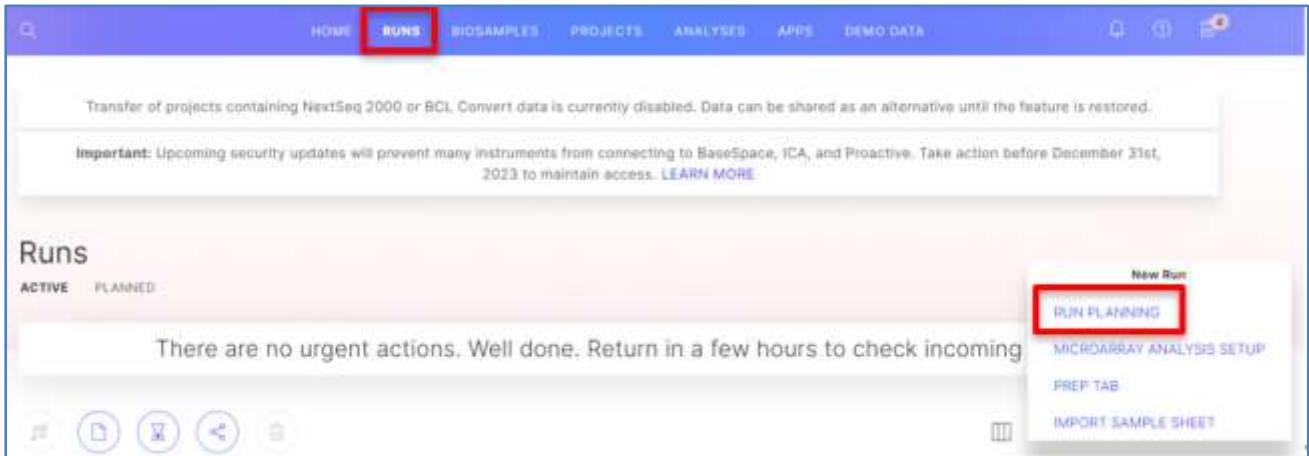 HOME RUNS BIOSAMPLES PROJECTS ANALYSES APPS DEMO DATA 4
Transfer of projects containing NextSeq 2000 or BCL Convert data is currently disabled. Data can be shared as an alternative until the feature is restored.
Important: Upcoming security updates will prevent many instruments from connecting to BaseSpace, ICA, and Proactive. Take action before December 31st,
2023 to maintain access. LEARN MORE
Runs
ACTIVE PLANNED
There are no urgent actions. Well done. Return in a few hours to check incoming
New Run
RUN PLANNING
MICROARRAY ANALYSIS SETUP
PREP TAB
IMPORT SAMPLE SHEET